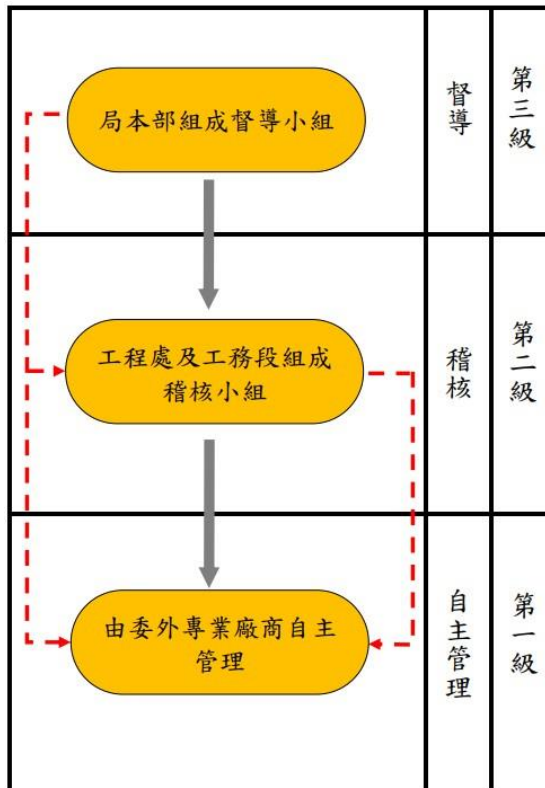 局本部組成督導小組
督導
第三級
工程處及工務段組成
稽核小組
稽核
第二級
由委外專業廠商自主
管理
自主管理
第一級